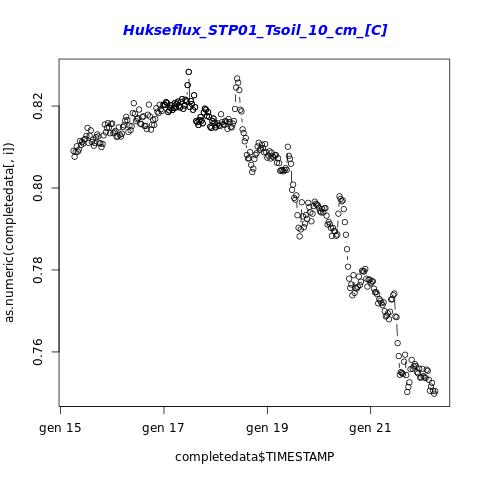 Hukseflux_STP01_Tsoil_10_cm_[C]
as.numeric(completedata[, i])
0.82
0.80
0.78
0.76
gen 15 gen 17 gen 19 gen 21
completedata$TIMESTAMP